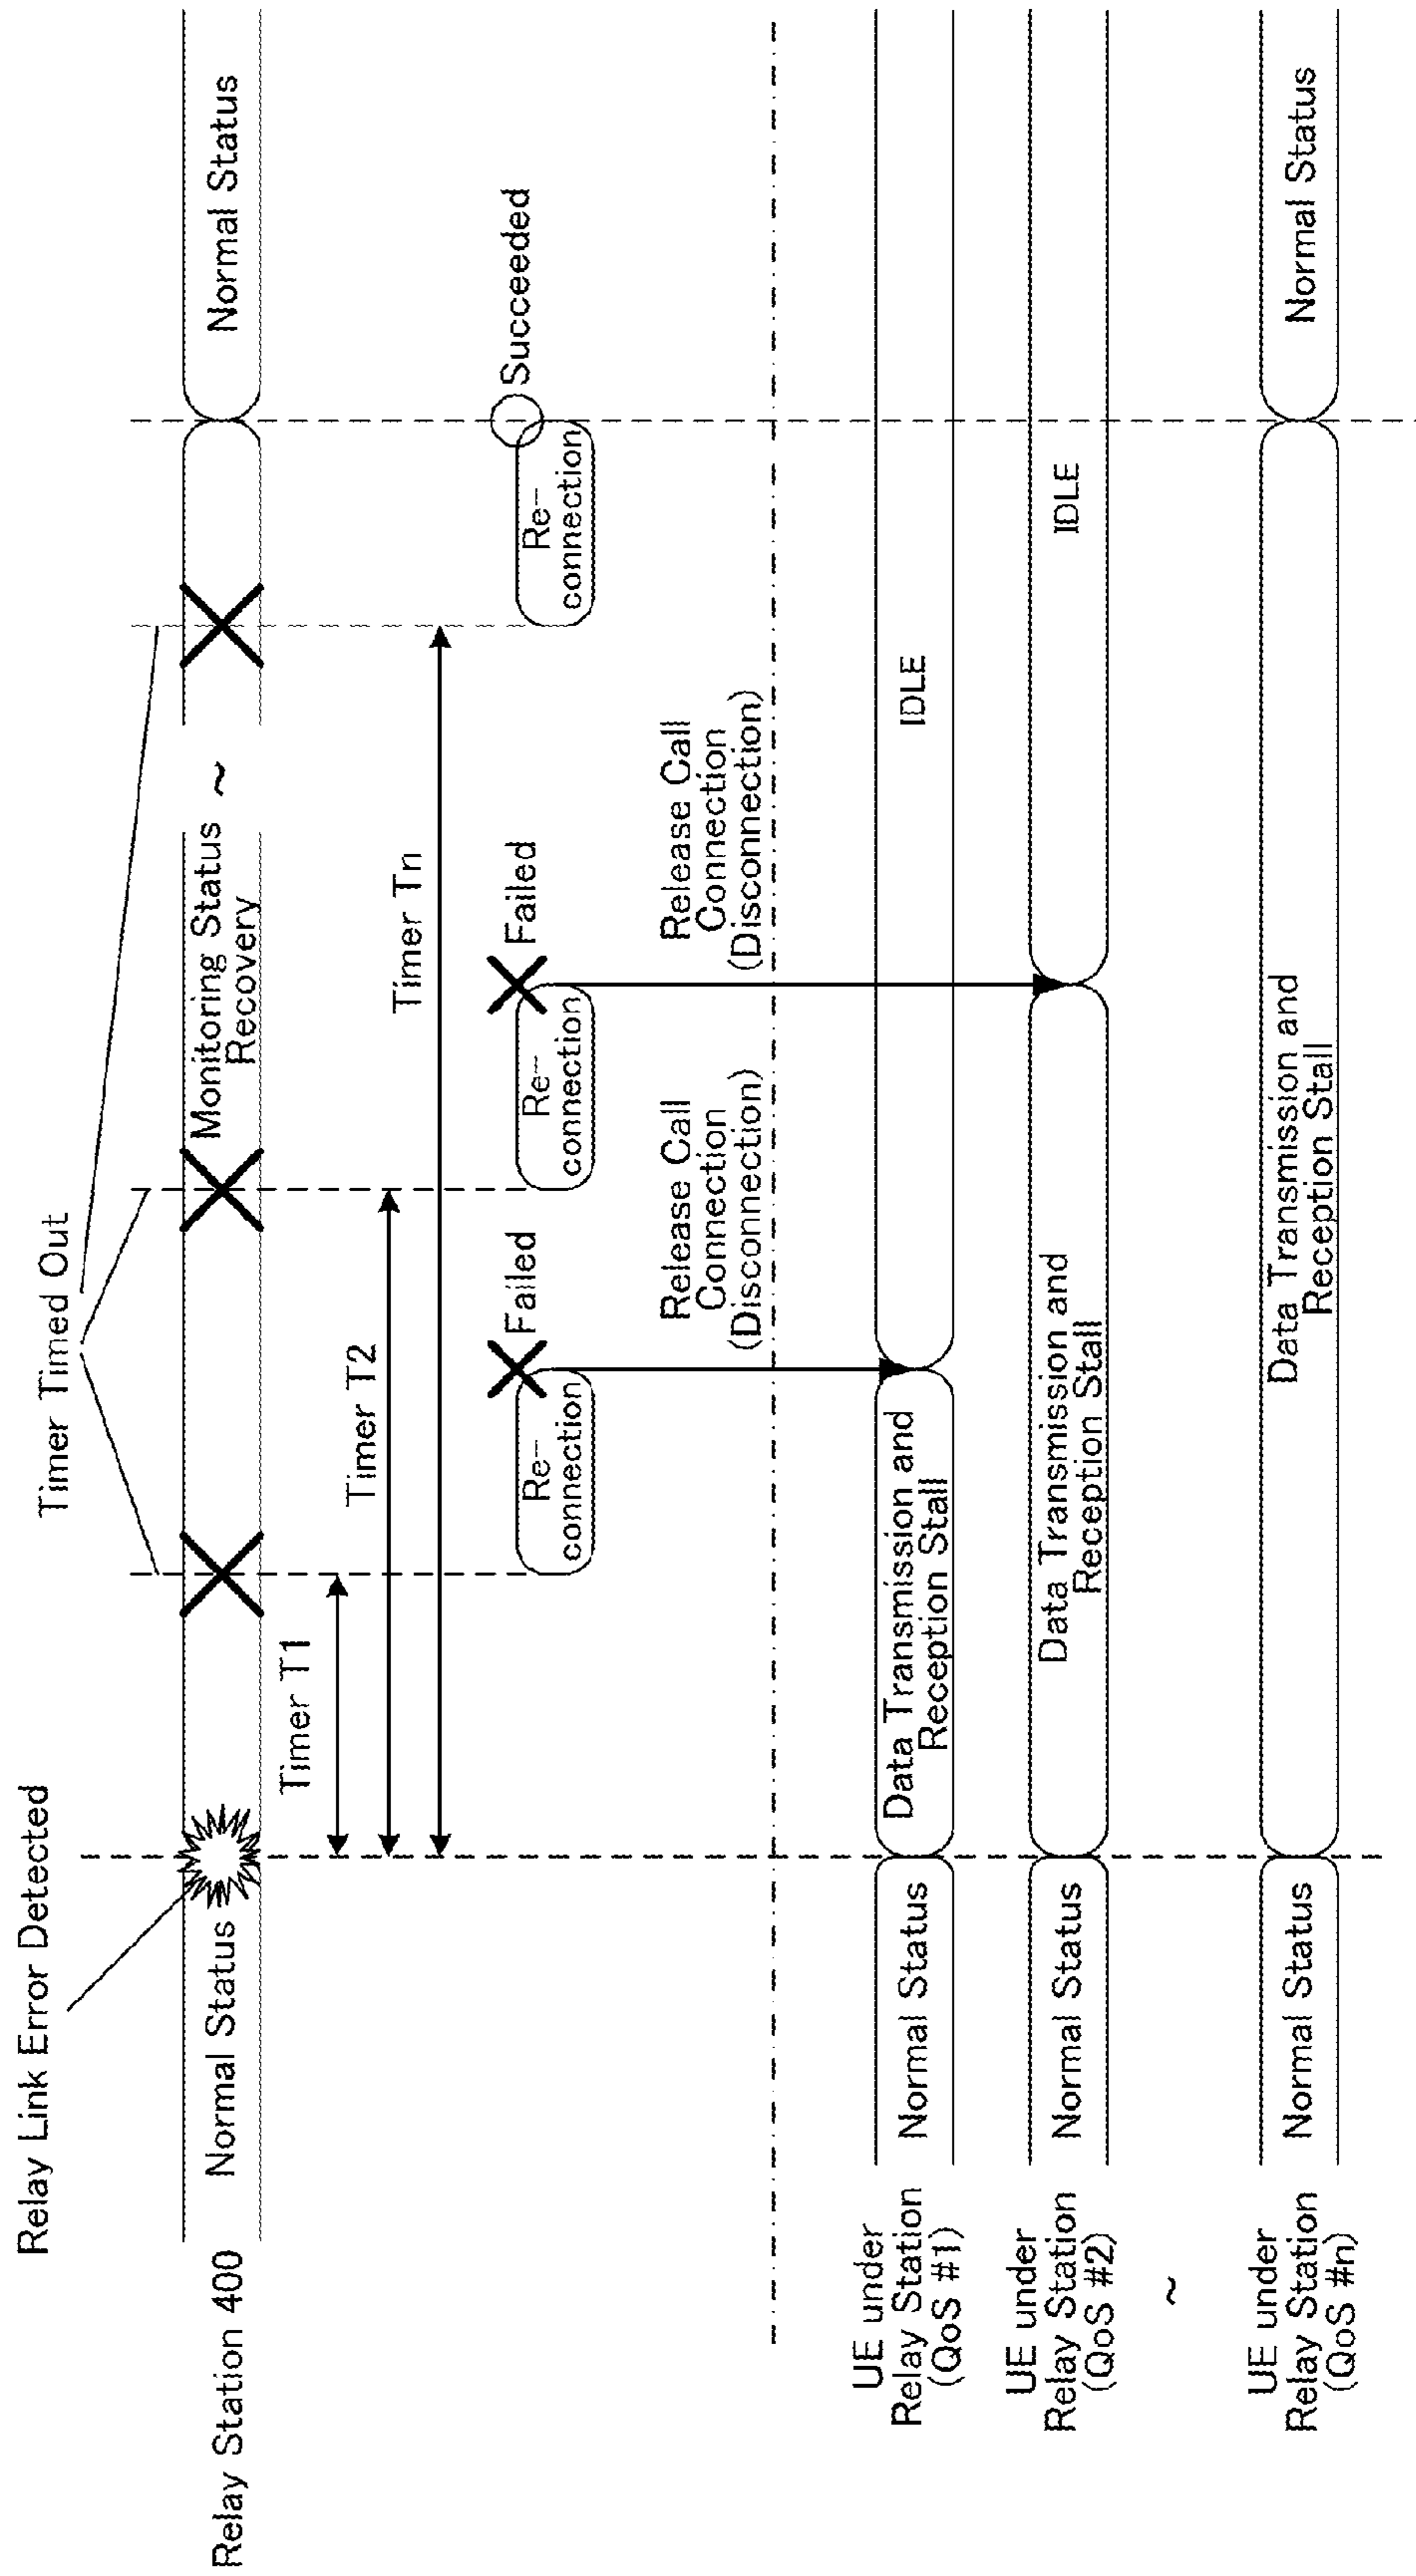 Relay Link Error Detected
Timer Timed Out
Relay Station 400
Normal Status
Monitoring Status ~
Recovery
Normal Status
Timer T1
Timer T2
Timer Tn
Re-
connection
Failed
Re-
connection
Failed
Re-
connection
Succeeded
Release Call
Connection
(Disconnection)
Release Call
Connection
(Disconnection)
UE under
Relay Station
(QoS #1)
Normal Status
Data Transmission and
Reception Stall
IDLE
UE under
Relay Station
(QoS #2)
Normal Status
Data Transmission and
Reception Stall
IDLE
~
UE under
Relay Station
(QoS #n)
Normal Status
Data Transmission and
Reception Stall
Normal Status